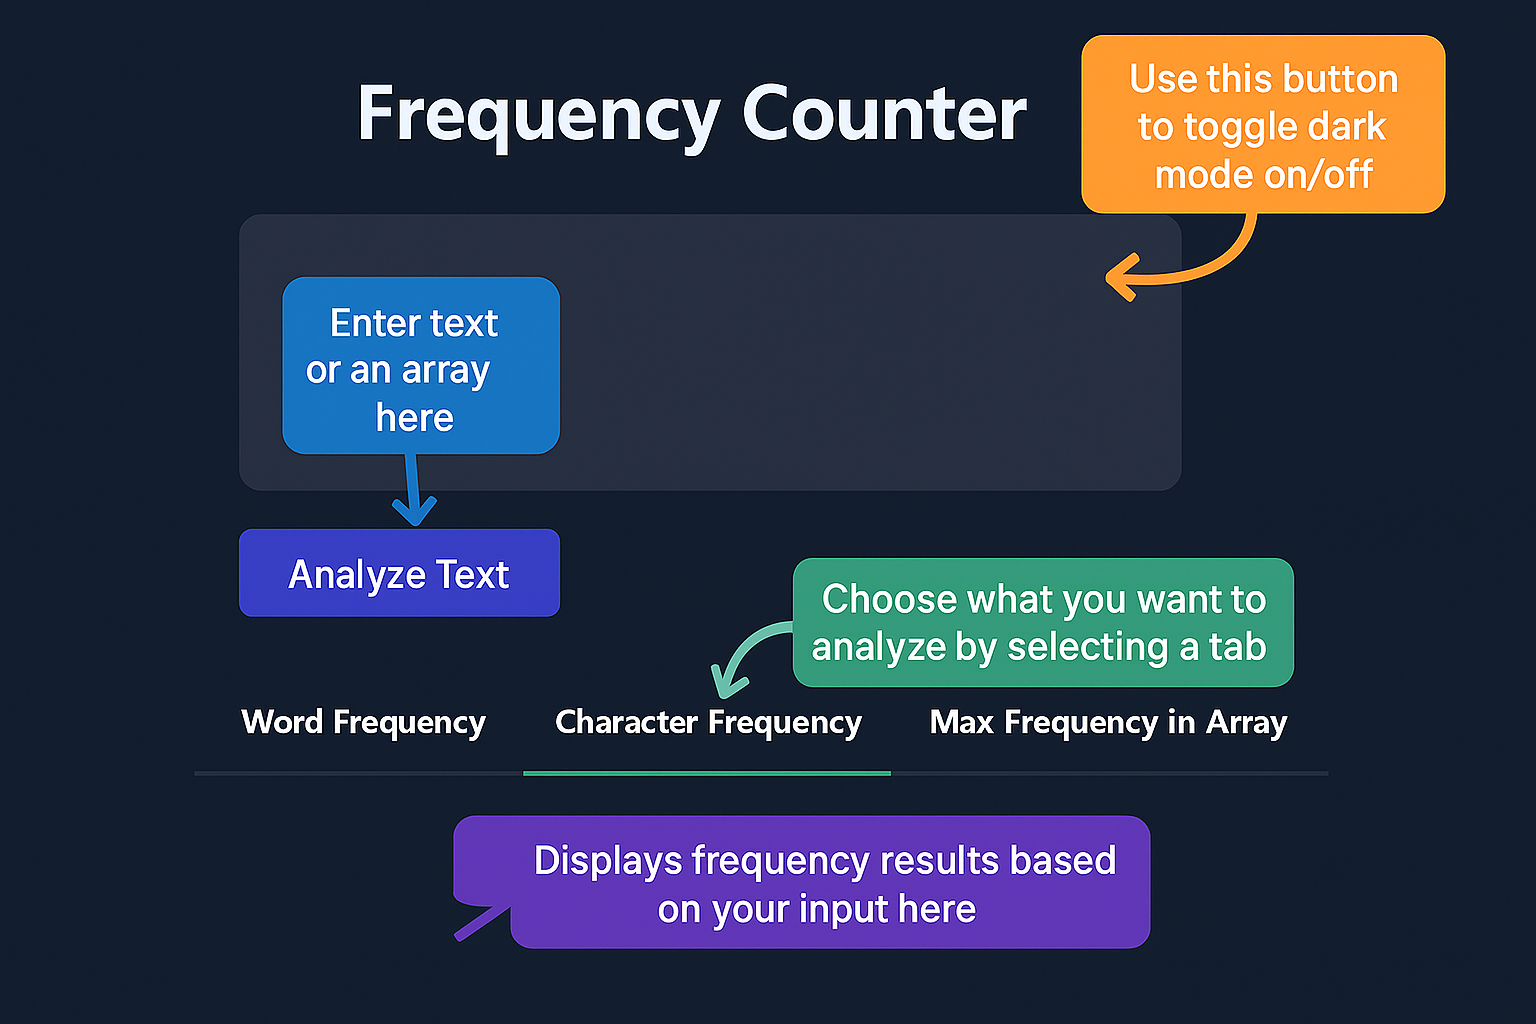 Frequency Counter
Use this button
to toggle dark
mode on/off
Enter text
or an array
here
Analyze Text
Choose what you want to
analyze by selecting a tab
Word Frequency
Character Frequency
Max Frequency in Array
Displays frequency results based
on your input here